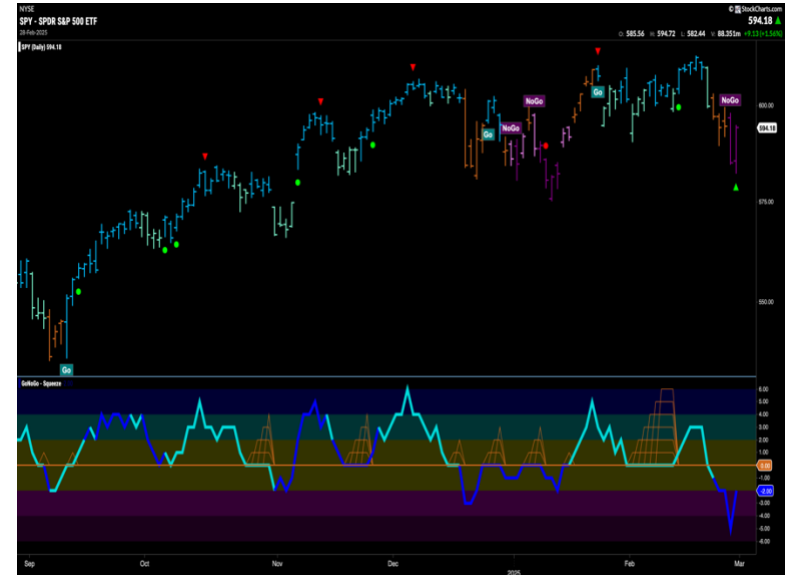 NYSE
© StockCharts.com
SPY - SPDR S&P 500 ETF
594.18
28-Feb-2025
O: 585.56 H: 594.72 L: 582.44 V: 88.351m +9.13 (+1.56%)
SPY (Daily) 594.18
NoGo
Go
NoGo
Go
NoGo
Go
600.00
594.18
575.00
550.00
GoNoGo - Squeeze
6.00
5.00
4.00
3.00
2.00
1.00
-0.00
-1.00
-2.00
-3.00
-4.00
-5.00
-6.00
Sep
Oct
Nov
Dec
2025
Feb
Mar